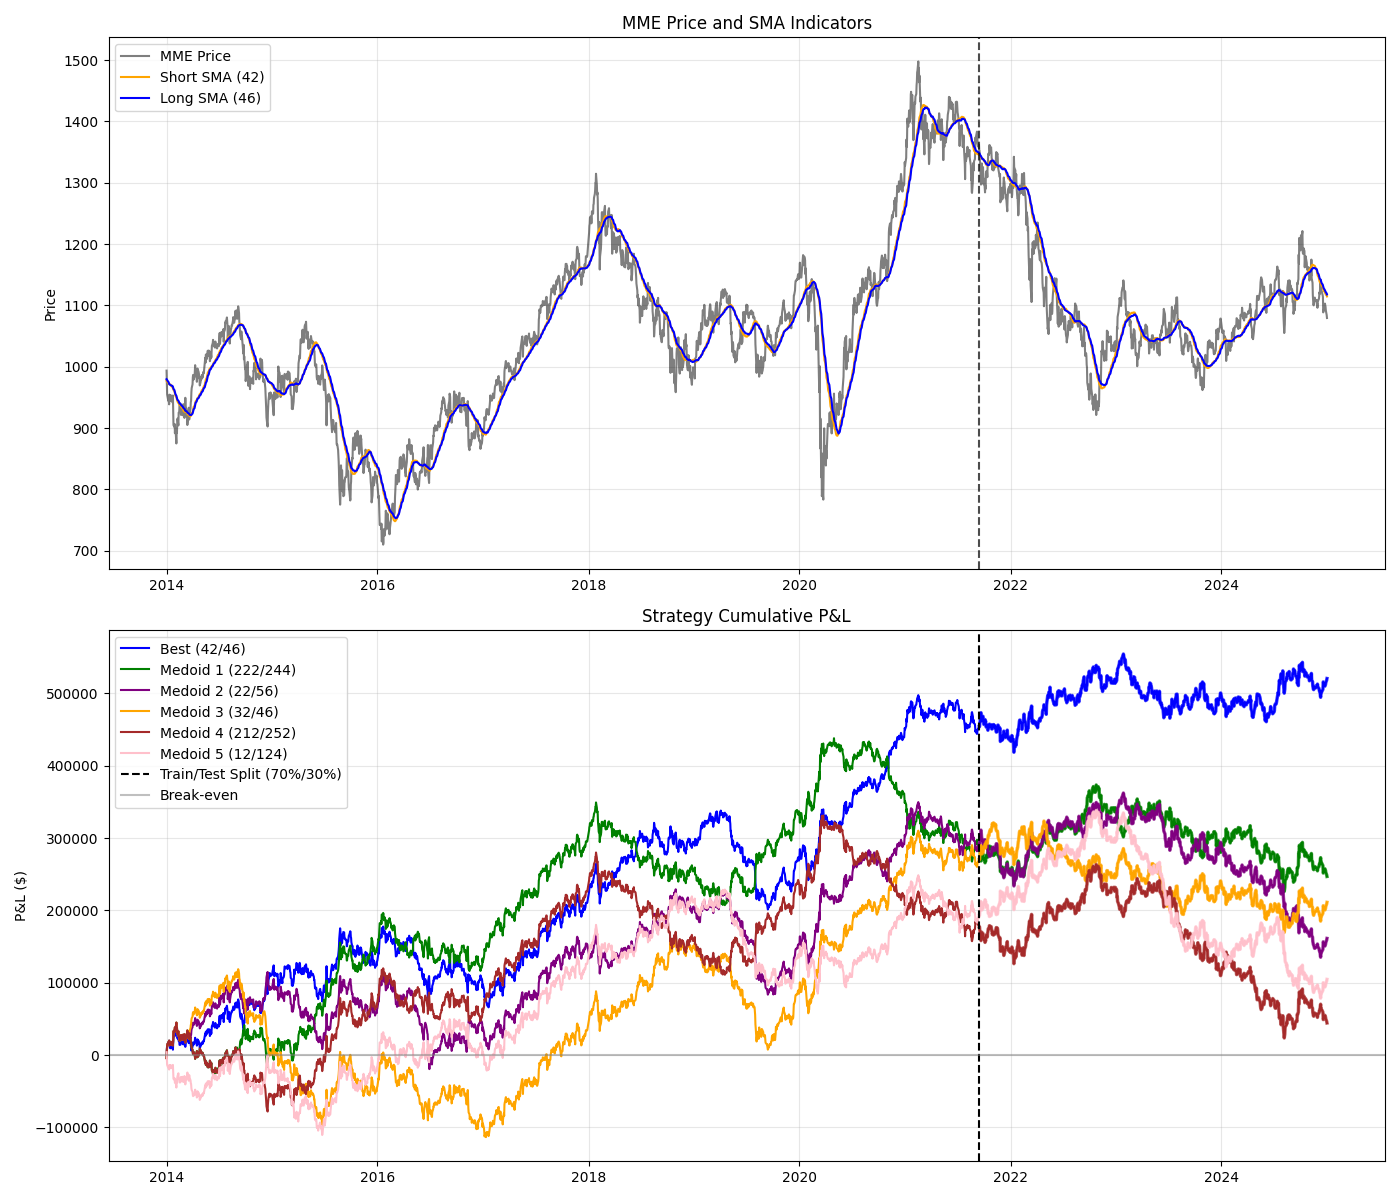 MME Price and SMA Indicators
MME Price
Short SMA (42)
Long SMA (46)
Price
1500
1400
1300
1200
1100
1000
900
800
700
2014 2016 2018 2020 2022 2024
Strategy Cumulative P&L
Best (42/46)
Medoid 1 (222/244)
Medoid 2 (22/56)
Medoid 3 (32/46)
Medoid 4 (212/252)
Medoid 5 (12/124)
Train/Test Split (70%/30%)
Break-even
P&L ($)
500000
400000
300000
200000
100000
0
−100000
2014 2016 2018 2020 2022 2024